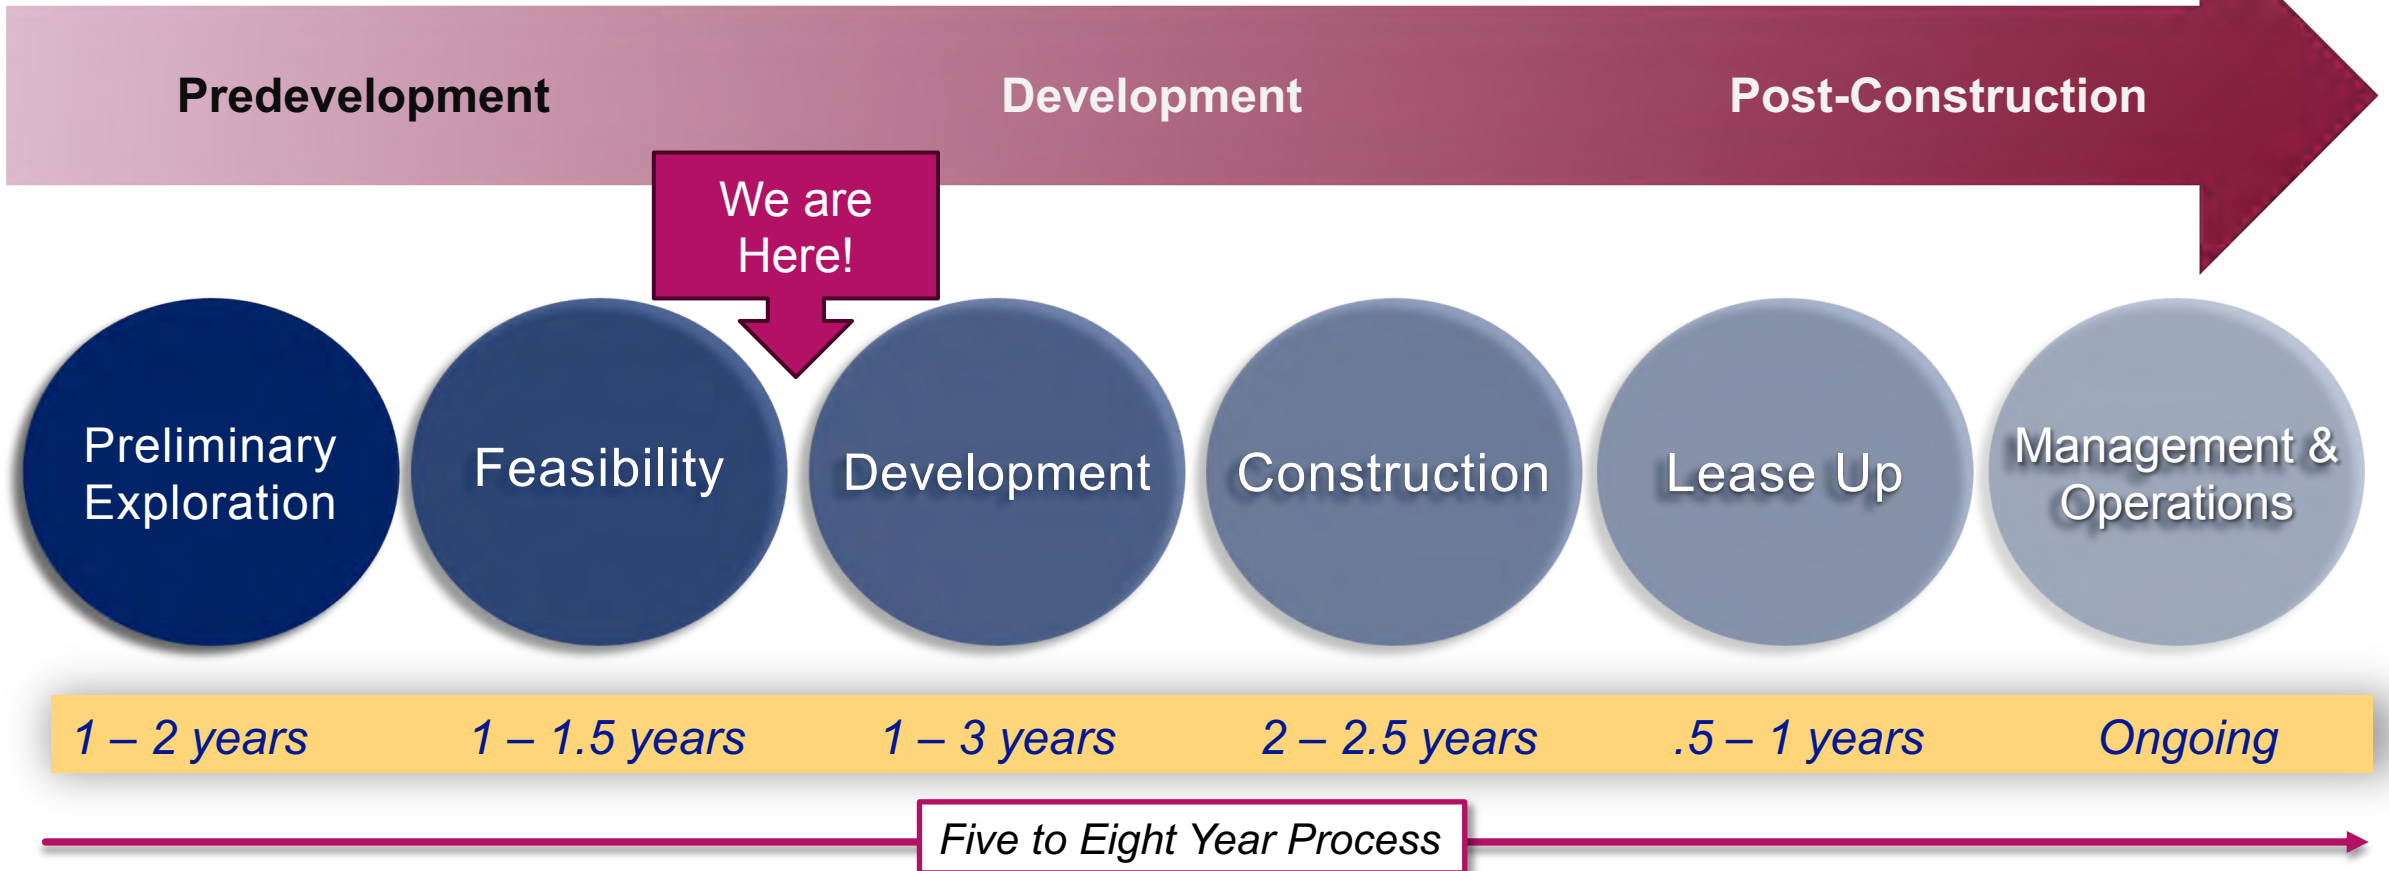 Predevelopment
Development
Post-Construction
We are
Here!
Preliminary
Exploration
Feasibility
Development
Construction
Lease Up
Management &
Operations
1 – 2 years
1 – 1.5 years
1 – 3 years
2 – 2.5 years
.5 – 1 years
Ongoing
Five to Eight Year Process